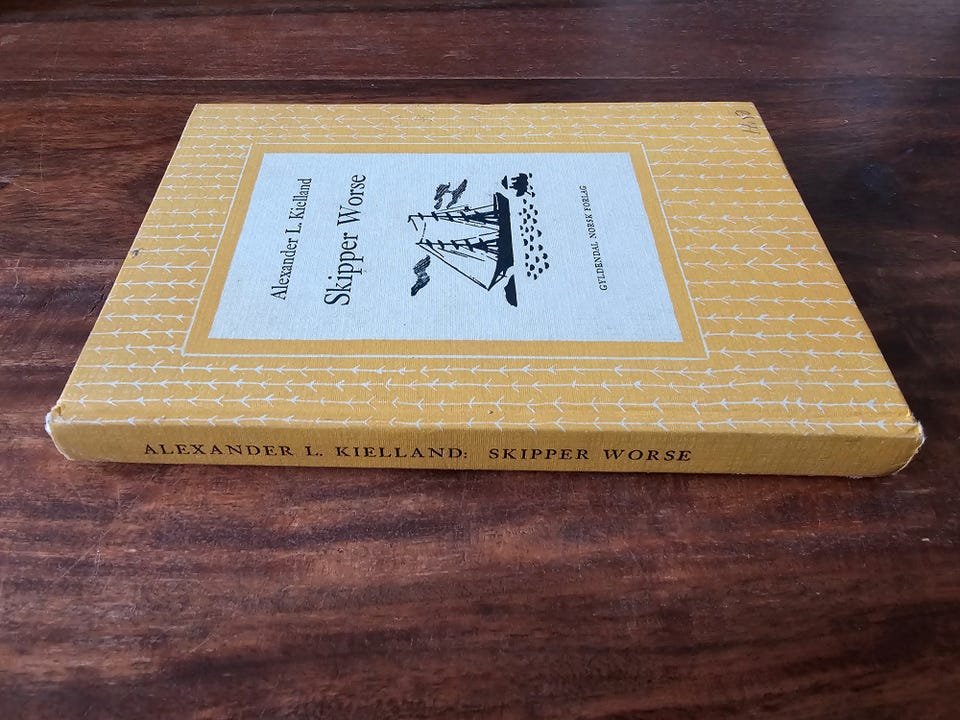 Alexander L. Kielland
Skipper Worse
GYLDENDAL NORSK FORLAG
ALEXANDER L. KIELLAND: SKIPPER WORSE